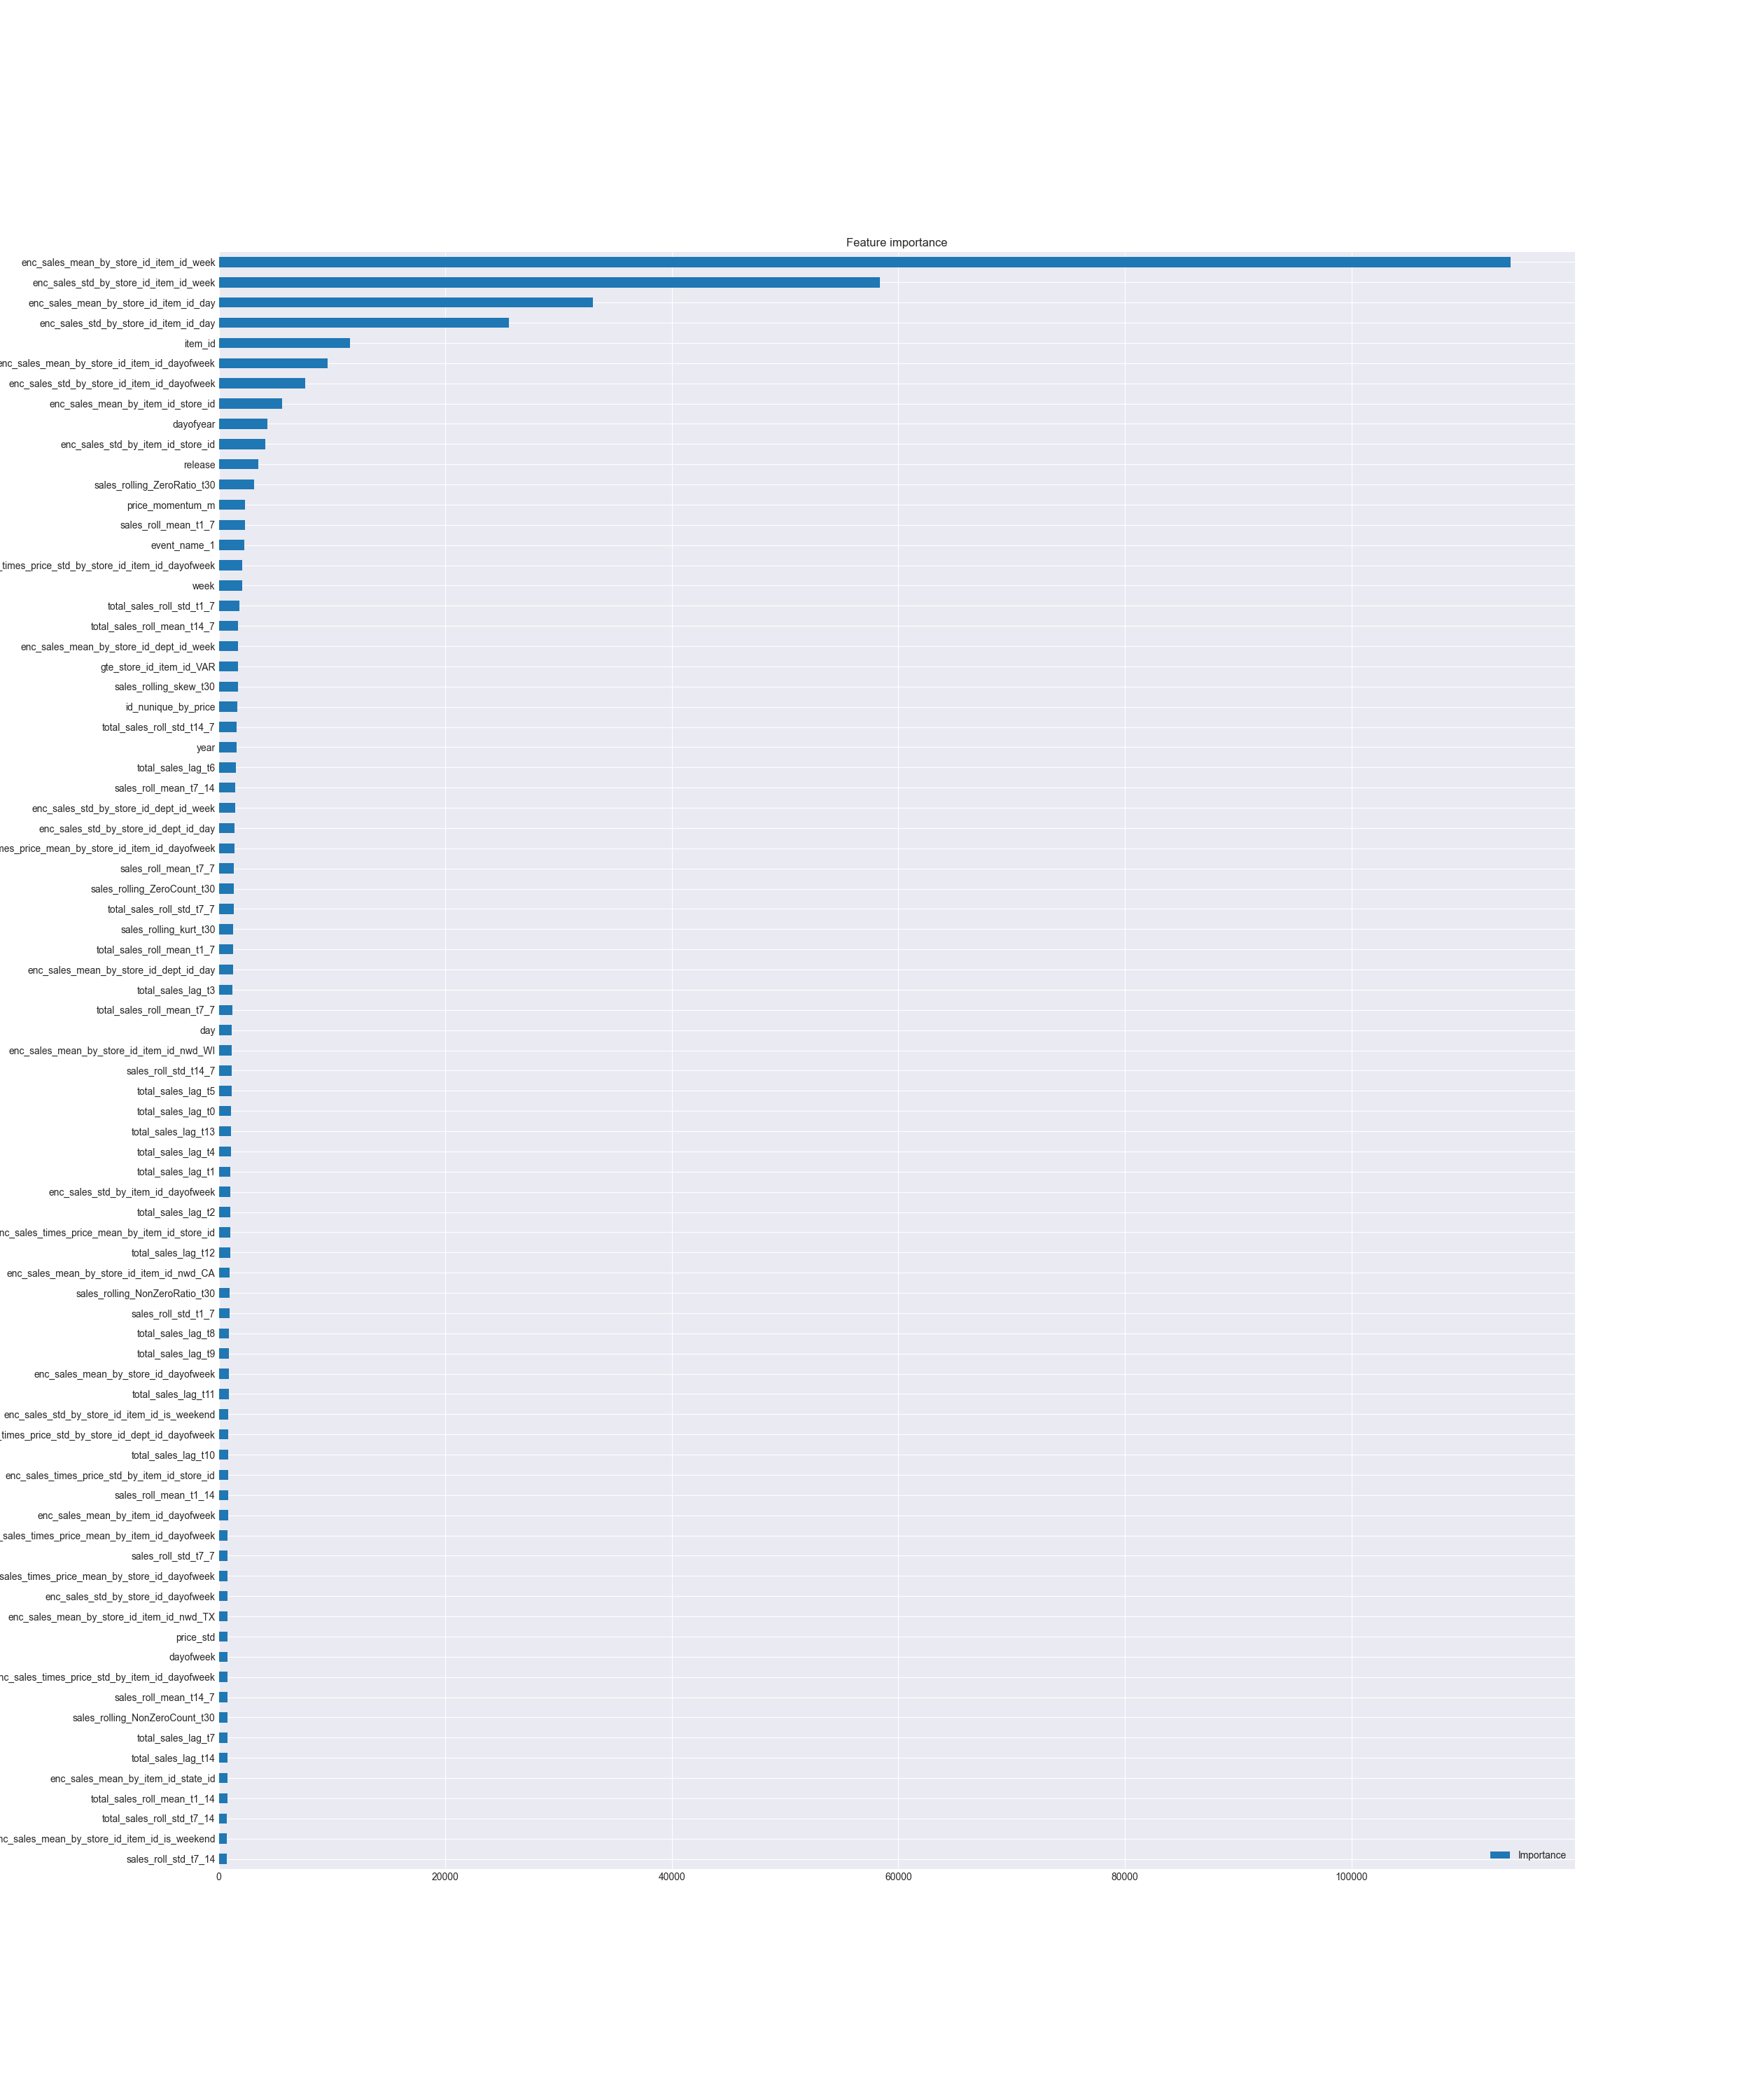 Feature importance
enc_sales_mean_by_store_id_item_id_week
enc_sales_std_by_store_id_item_id_week
enc_sales_mean_by_store_id_item_id_day
enc_sales_std_by_store_id_item_id_day
item_id
enc_sales_mean_by_store_id_item_id_dayofweek
enc_sales_std_by_store_id_item_id_dayofweek
enc_sales_mean_by_item_id_store_id
dayofyear
enc_sales_std_by_item_id_store_id
release
sales_rolling_ZeroRatio_t30
price_momentum_m
sales_roll_mean_t1_7
event_name_1
_times_price_std_by_store_id_item_id_dayofweek
week
total_sales_roll_std_t1_7
total_sales_roll_mean_t14_7
enc_sales_mean_by_store_id_dept_id_week
gte_store_id_item_id_VAR
sales_rolling_skew_t30
id_nunique_by_price
total_sales_roll_std_t14_7
year
total_sales_lag_t6
sales_roll_mean_t7_14
enc_sales_std_by_store_id_dept_id_week
enc_sales_std_by_store_id_dept_id_day
mes_price_mean_by_store_id_item_id_dayofweek
sales_roll_mean_t7_7
sales_rolling_ZeroCount_t30
total_sales_roll_std_t7_7
sales_rolling_kurt_t30
total_sales_roll_mean_t1_7
enc_sales_mean_by_store_id_dept_id_day
total_sales_lag_t3
total_sales_roll_mean_t7_7
day
enc_sales_mean_by_store_id_item_id_nwd_WI
sales_roll_std_t14_7
total_sales_lag_t5
total_sales_lag_t0
total_sales_lag_t13
total_sales_lag_t4
total_sales_lag_t1
enc_sales_std_by_item_id_dayofweek
total_sales_lag_t2
nc_sales_times_price_mean_by_item_id_store_id
total_sales_lag_t12
enc_sales_mean_by_store_id_item_id_nwd_CA
sales_rolling_NonZeroRatio_t30
sales_roll_std_t1_7
total_sales_lag_t8
total_sales_lag_t9
enc_sales_mean_by_store_id_dayofweek
total_sales_lag_t11
enc_sales_std_by_store_id_item_id_is_weekend
_times_price_std_by_store_id_dept_id_dayofweek
total_sales_lag_t10
enc_sales_times_price_std_by_item_id_store_id
sales_roll_mean_t1_14
enc_sales_mean_by_item_id_dayofweek
_sales_times_price_mean_by_item_id_dayofweek
sales_roll_std_t7_7
sales_times_price_mean_by_store_id_dayofweek
enc_sales_std_by_store_id_dayofweek
enc_sales_mean_by_store_id_item_id_nwd_TX
price_std
dayofweek
nc_sales_times_price_std_by_item_id_dayofweek
sales_roll_mean_t14_7
sales_rolling_NonZeroCount_t30
total_sales_lag_t7
total_sales_lag_t14
enc_sales_mean_by_item_id_state_id
total_sales_roll_mean_t1_14
total_sales_roll_std_t7_14
nc_sales_mean_by_store_id_item_id_is_weekend
sales_roll_std_t7_14
Importance
0 20000 40000 60000 80000 100000